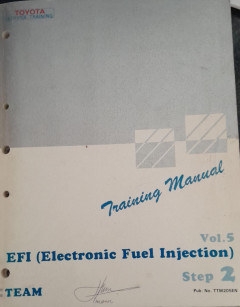 TOYOTA
Training Manual
Vol.5
EFI (Electronic Fuel Injection)
Step 2
TEAM